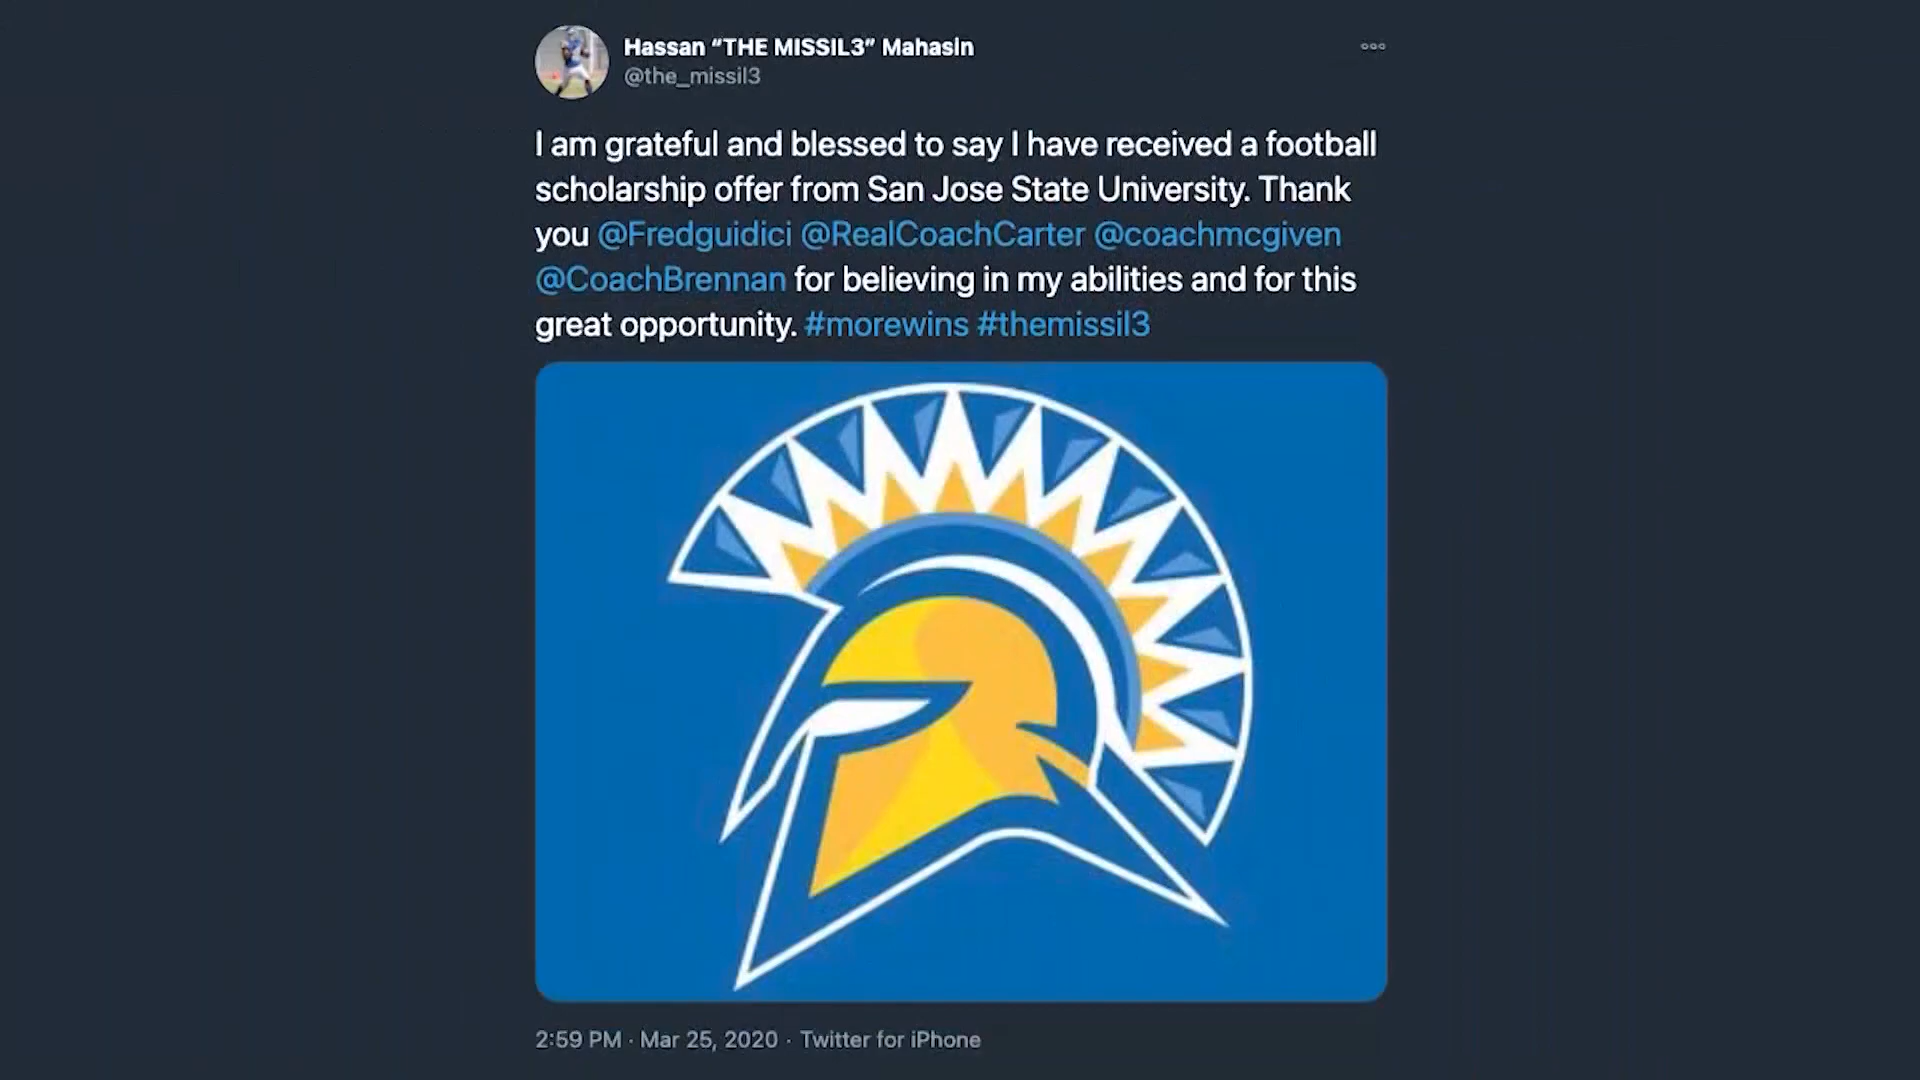 Hassan “THE MISSIL3” Mahasin
@the_missil3
I am grateful and blessed to say I have received a football
scholarship offer from San Jose State University. Thank
you @Fredguidici @RealCoachCarter @coachmcgiven
@CoachBrennan for believing in my abilities and for this
great opportunity. #morewins #themissil3
2:59 PM · Mar 25, 2020 · Twitter for iPhone